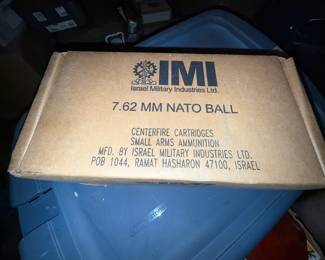 IMI
Israel Military Industries Ltd.
7.62 MM NATO BALL
CENTERFIRE CARTRIDGES
SMALL ARMS AMMUNITION
MFD. BY ISRAEL MILITARY INDUSTRIES LTD.
POB 1044, RAMAT HASHARON 47100, ISRAEL